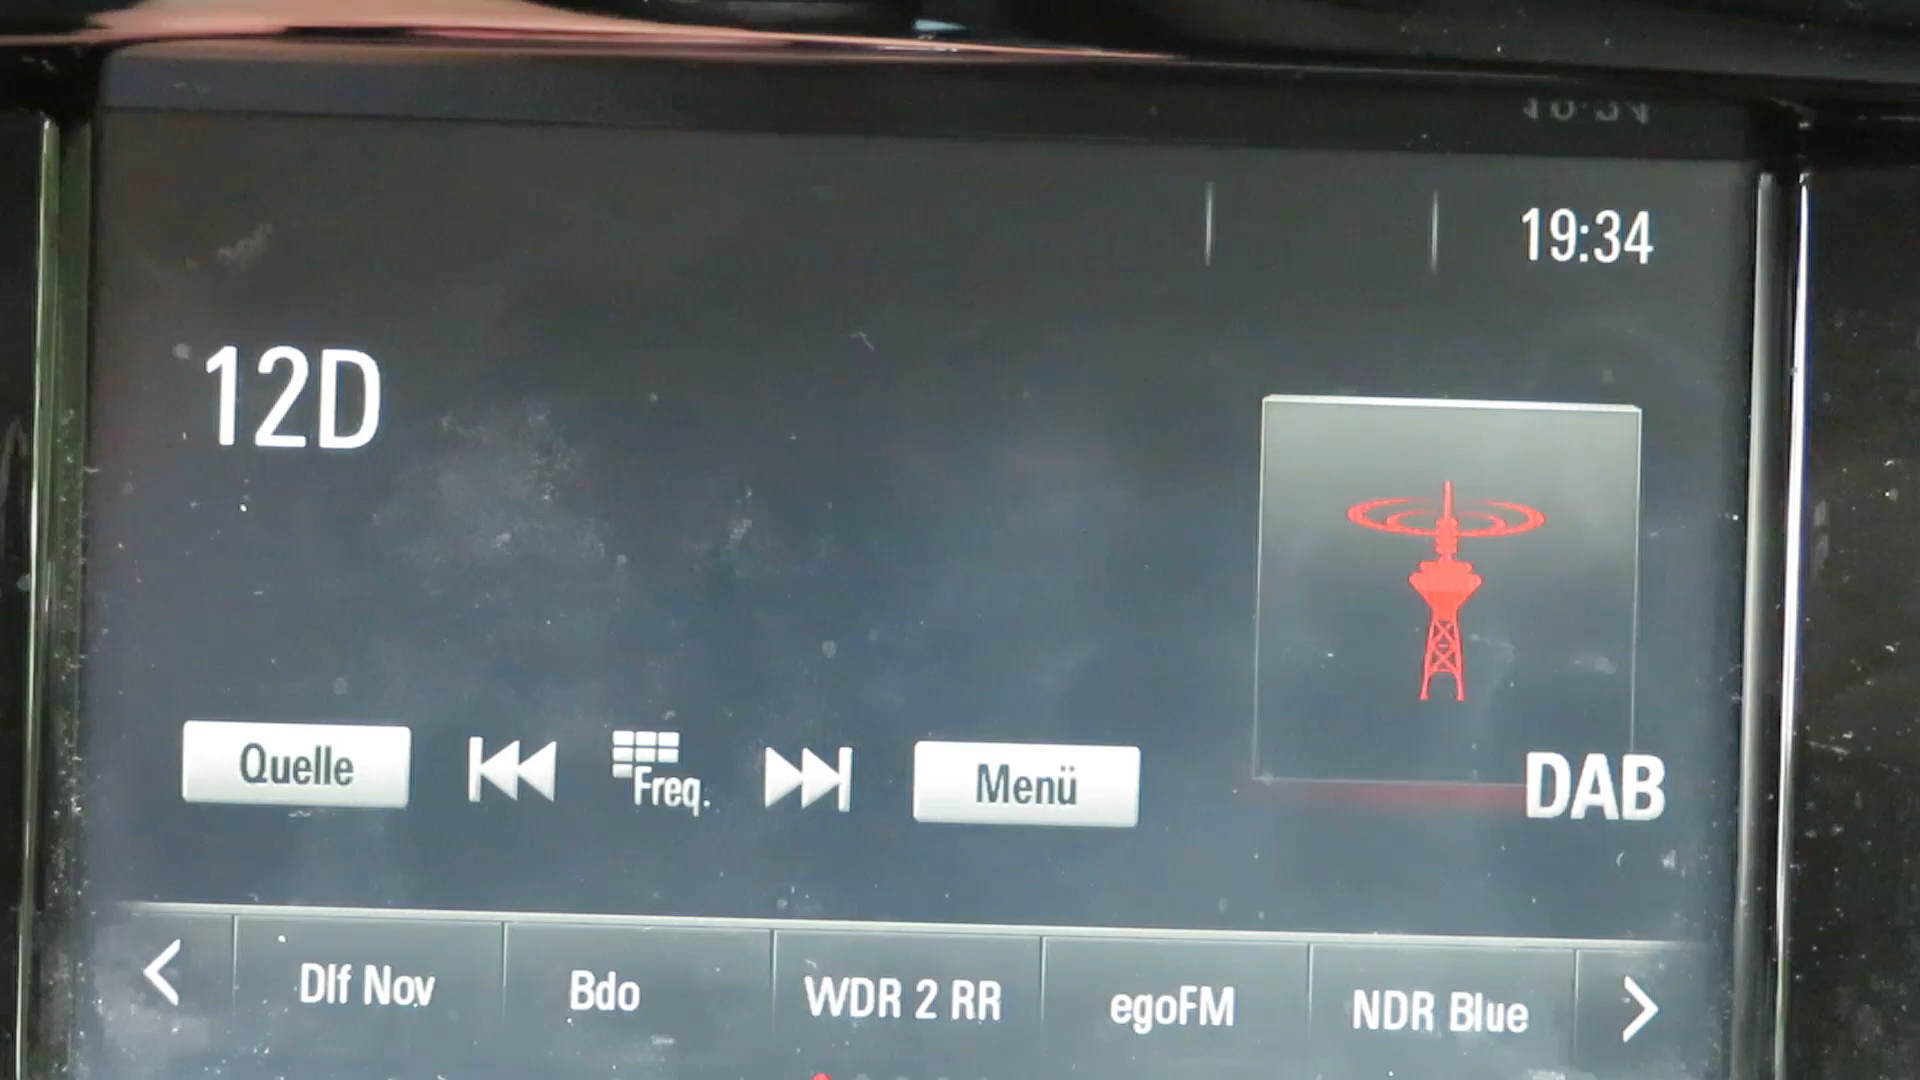 19:34
12D
Quelle
Freq.
Menü
DAB
Dlf Nov
Bdo
WDR 2 RR
egoFM
NDR Blue